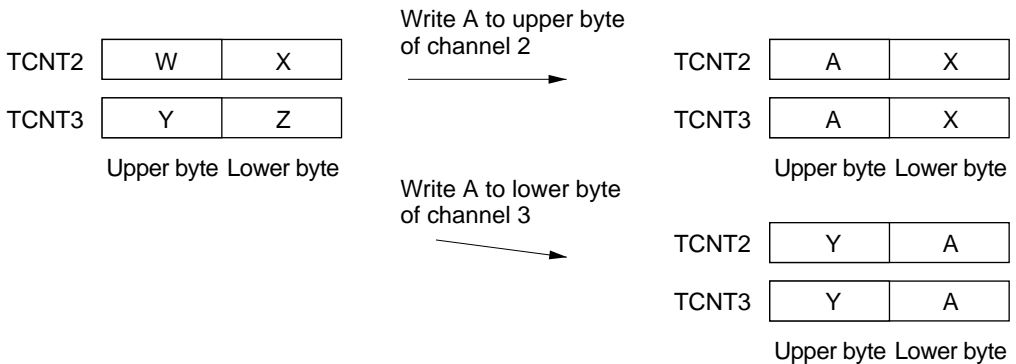 Write A to upper byte
of channel 2
TCNT2 W X
TCNT3 Y Z
Upper byte Lower byte
TCNT2 A X
TCNT3 A X
Upper byte Lower byte
Write A to lower byte
of channel 3
TCNT2 Y A
TCNT3 Y A
Upper byte Lower byte